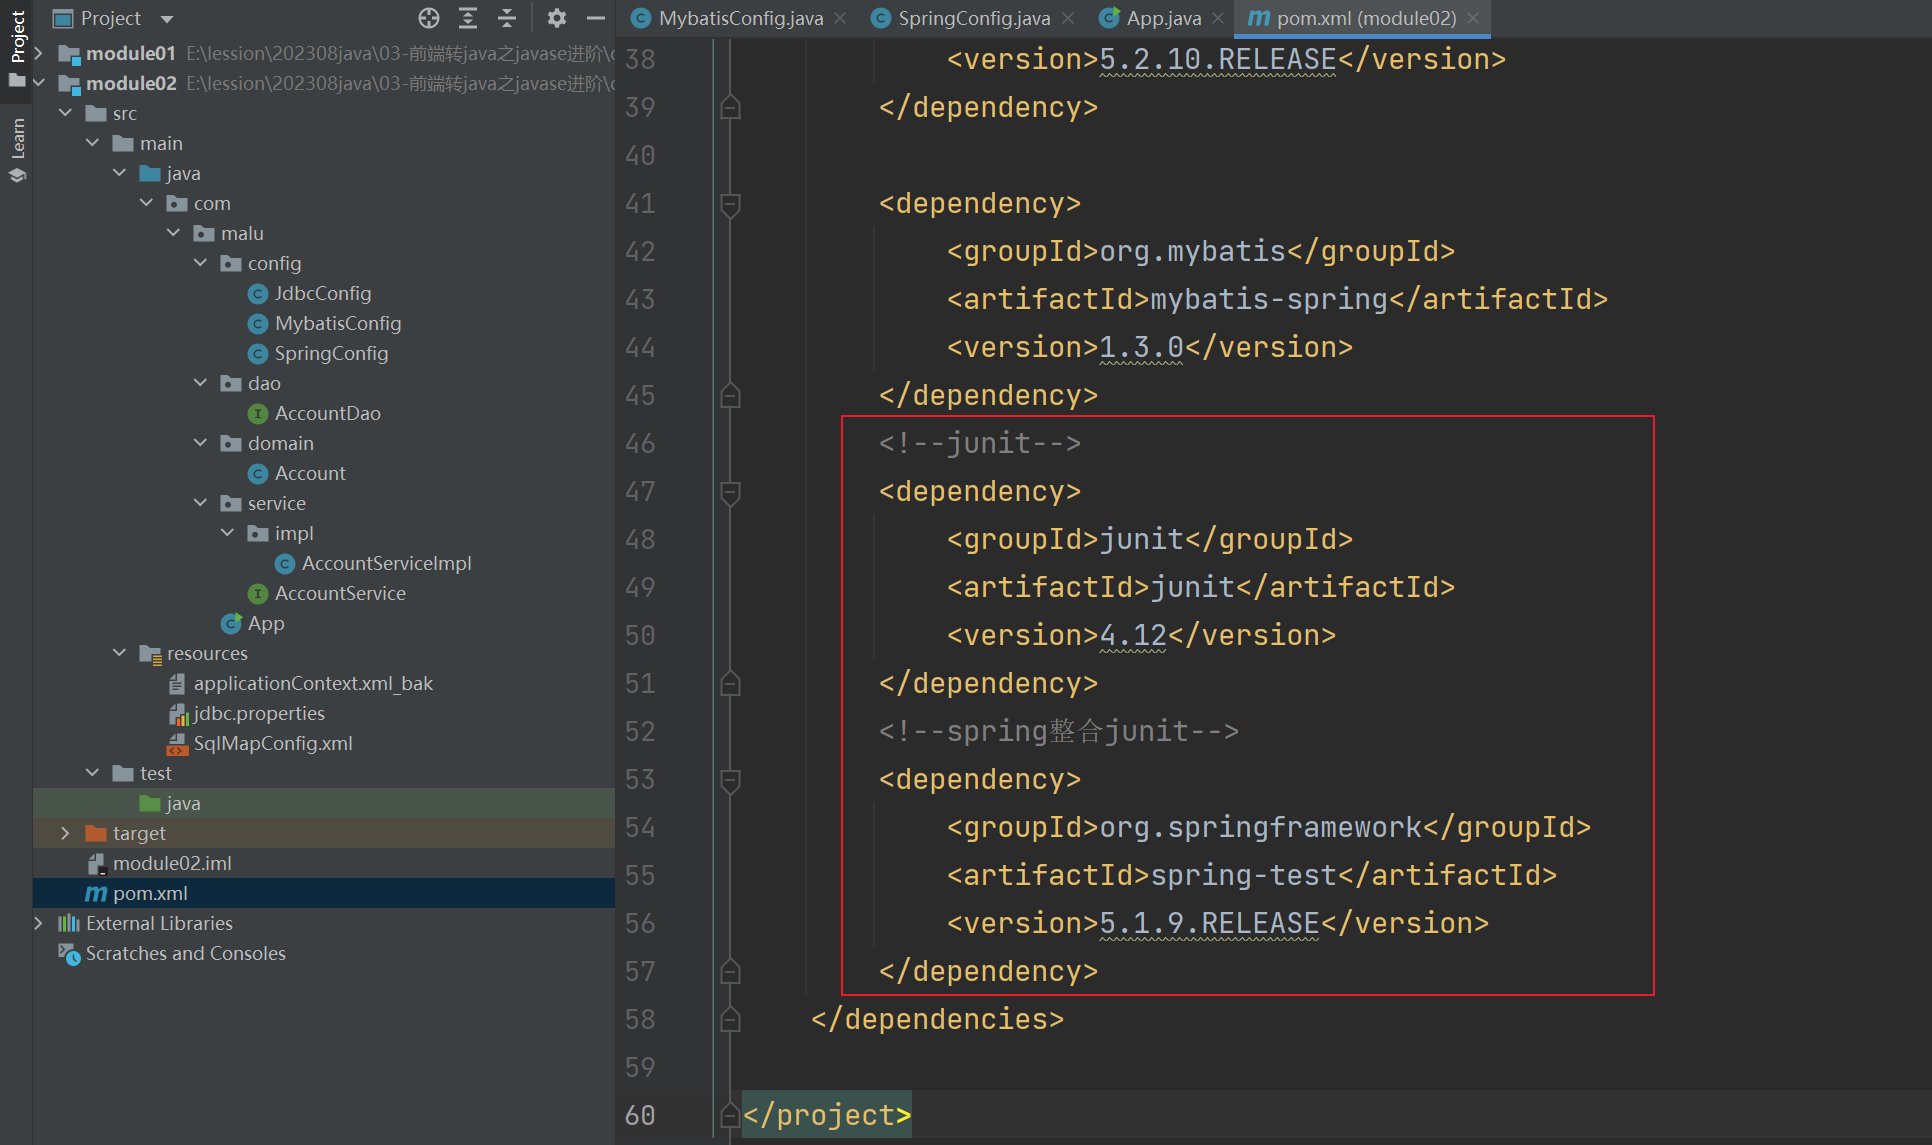 Project
MybatisConfig.java
SpringConfig.java
App.java
pom.xml (module02)
Project
Learn
module01 E:\lession\202308java\03-前端转java之javase进阶\
module02 E:\lession\202308java\03-前端转java之javase进阶\
src
main
java
com
malu
config
JdbcConfig
MybatisConfig
SpringConfig
dao
AccountDao
domain
Account
service
impl
AccountServiceImpl
AccountService
App
resources
applicationContext.xml_bak
jdbc.properties
SqlMapConfig.xml
test
java
target
module02.iml
pom.xml
External Libraries
Scratches and Consoles
38 <version>5.2.10.RELEASE</version>
39 </dependency>
40
41 <dependency>
42 <groupId>org.mybatis</groupId>
43 <artifactId>mybatis-spring</artifactId>
44 <version>1.3.0</version>
45 </dependency>
46 <!--junit-->
47 <dependency>
48 <groupId>junit</groupId>
49 <artifactId>junit</artifactId>
50 <version>4.12</version>
51 </dependency>
52 <!--spring整合junit-->
53 <dependency>
54 <groupId>org.springframework</groupId>
55 <artifactId>spring-test</artifactId>
56 <version>5.1.9.RELEASE</version>
57 </dependency>
58 </dependencies>
59
60 </project>